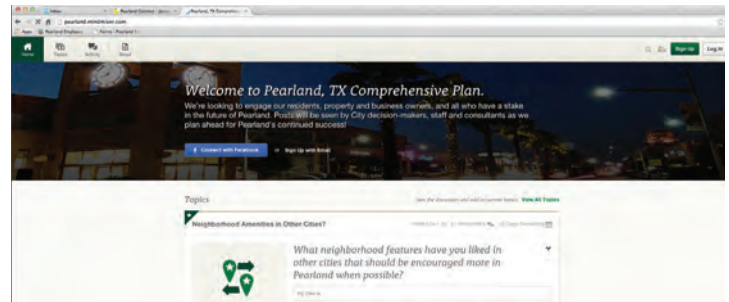 pearland.mindmixer.com
Apps
Home
Topics
Activity
About
Sign Up
Log In
Welcome to Pearland, TX Comprehensive Plan.
We're looking to engage our residents, property and business owners, and all who have a stake
in the future of Pearland. Posts will be seen by City decision-makers, staff and consultants as we
plan ahead for Pearland's continued success!
Connect with Facebook
or
Sign Up with Email
Topics
View All Topics
Neighborhood Amenities in Other Cities?
What neighborhood features have you liked in
other cities that should be encouraged more in
Pearland when possible?